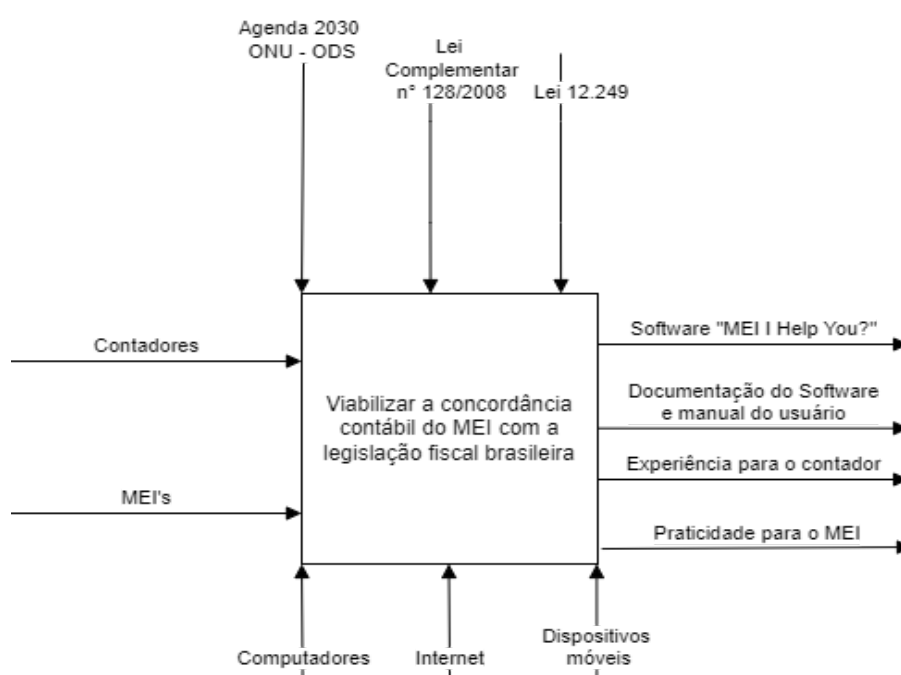 Agenda 2030
ONU - ODS
Lei
Complementar
n° 128/2008
Lei 12.249
Contadores
MEI's
Viabilizar a concordância
contábil do MEI com a
legislação fiscal brasileira
Software "MEI I Help You?"
Documentação do Software
e manual do usuário
Experiência para o contador
Praticidade para o MEI
Computadores
Internet
Dispositivos
móveis